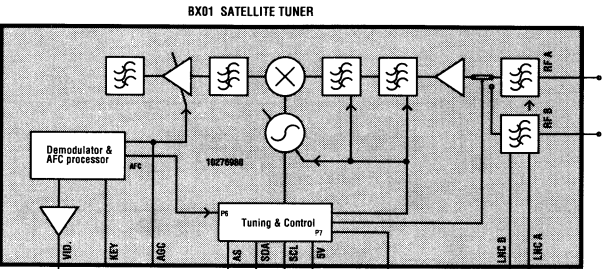 BX01 SATELLITE TUNER
RF A
RF B
Demodulator &
AFC processor
AFC
16276980
P6
Tuning & Control
P7
VID.
KEY
AGC
AS
SDA
SCL
5V
LNC B
LNC A